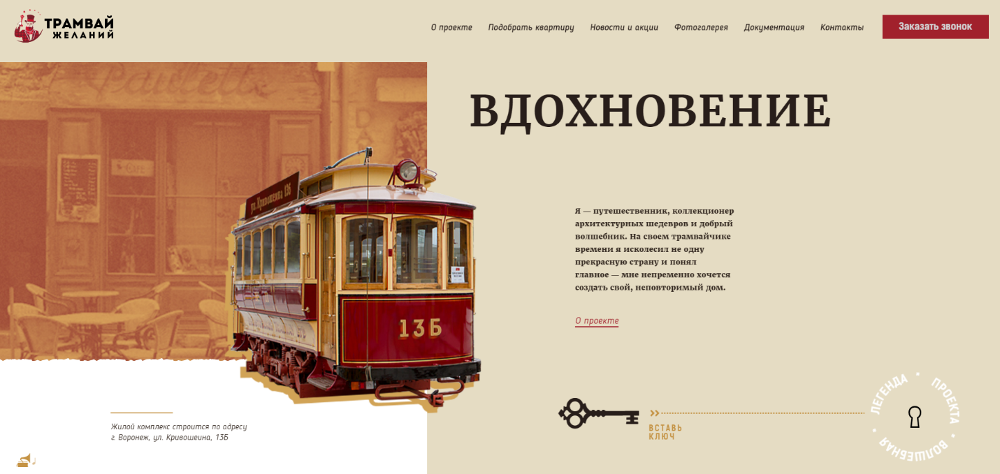 ТРАМВАЙ
ЖЕЛАНИЙ
О проекте
Подобрать квартиру
Новости и акции
Фотогалерея
Документация
Контакты
Заказать звонок
Paulett
Cafe
ВДОХНОВЕНИЕ
ул. Кривошеина 13Б
13Б
Я — путешественник, коллекционер
архитектурных шедевров и добрый
волшебник. На своем трамвайчике
времени я исколесил не одну
прекрасную страну и понял
главное — мне непременно хочется
создать свой, неповторимый дом.
О проекте
ВСТАВЬ
КЛЮЧ
ЛЕГЕНДА • ПРОЕКТА • ВОЛШЕБНАЯ •
Жилой комплекс строится по адресу
г. Воронеж, ул. Кривошеина, 13Б